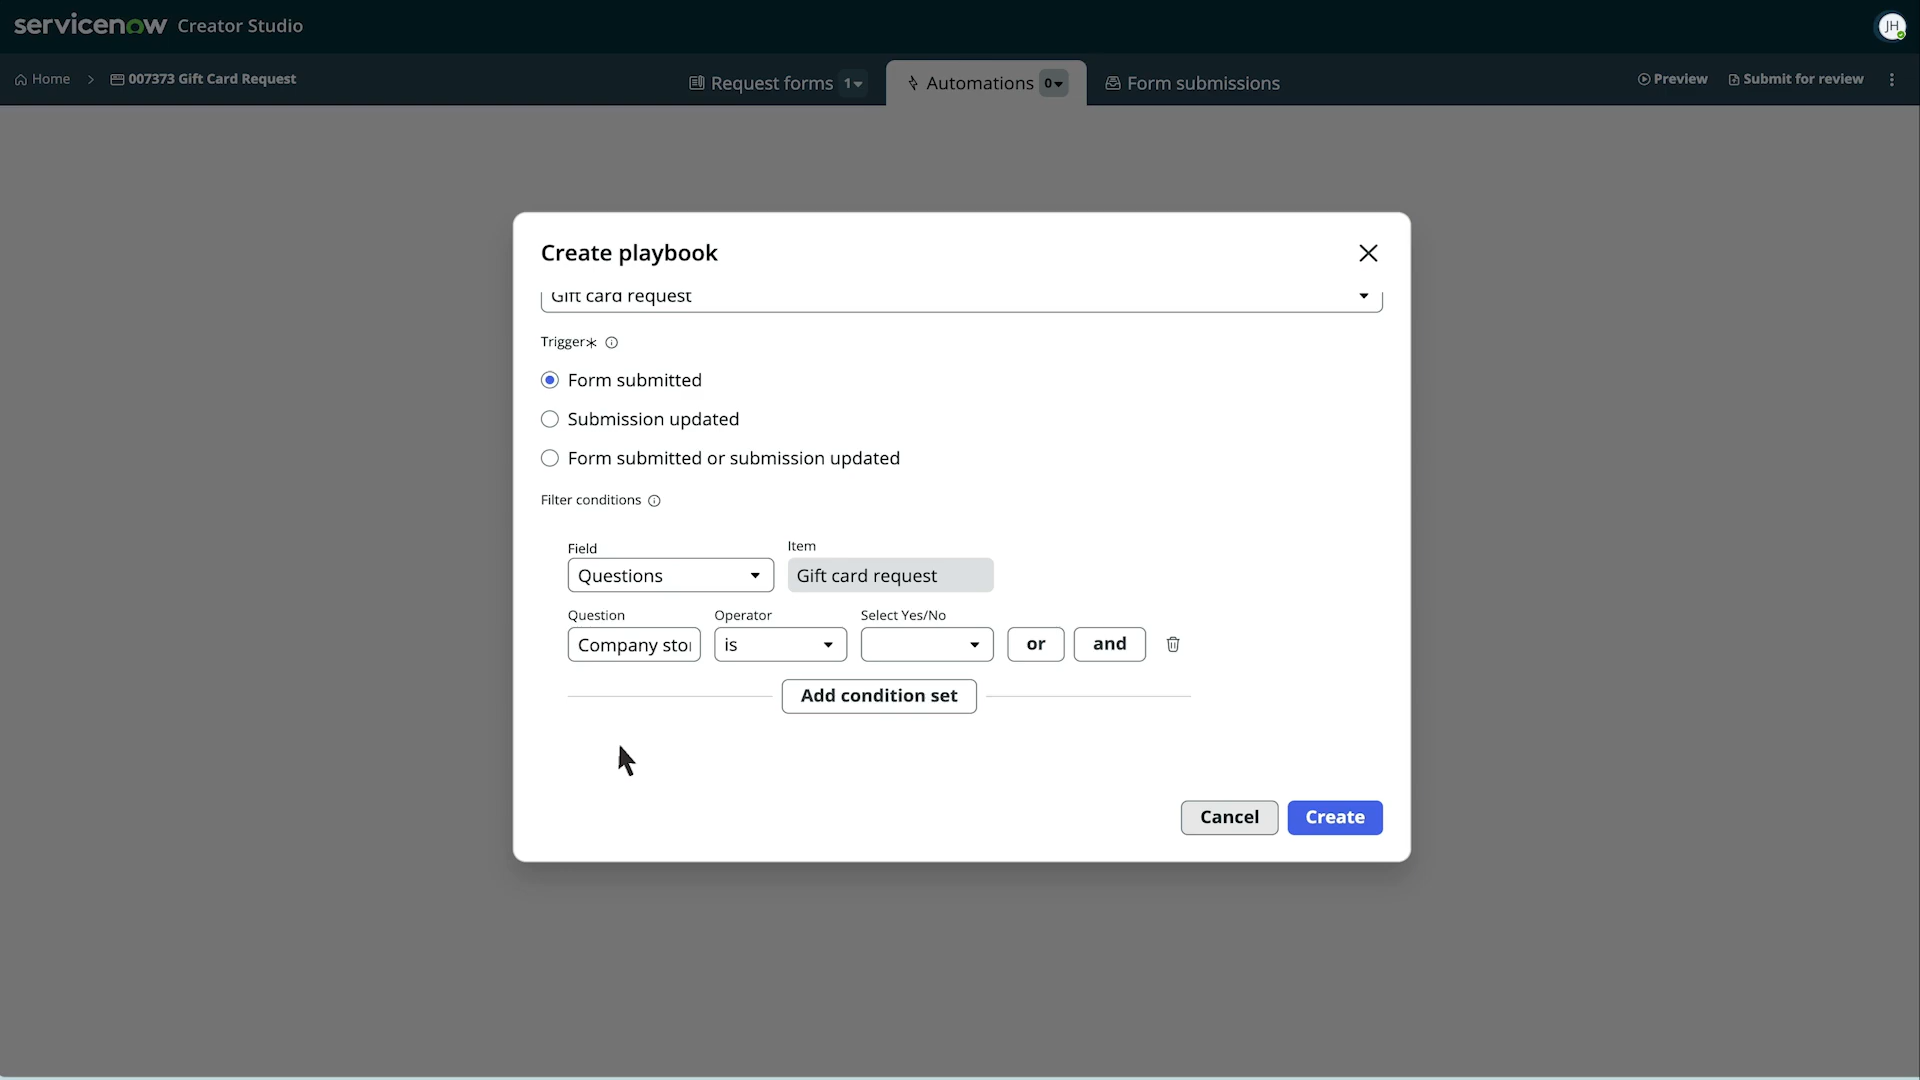 servicenow Creator Studio
JH
Home > 007373 Gift Card Request
Request forms 1
Automations 0
Form submissions
Preview
Submit for review
Create playbook
Gift card request
Trigger*
Form submitted
Submission updated
Form submitted or submission updated
Filter conditions
Field
Item
Questions
Gift card request
Question
Operator
Select Yes/No
Company sto
is
or
and
Add condition set
Cancel
Create